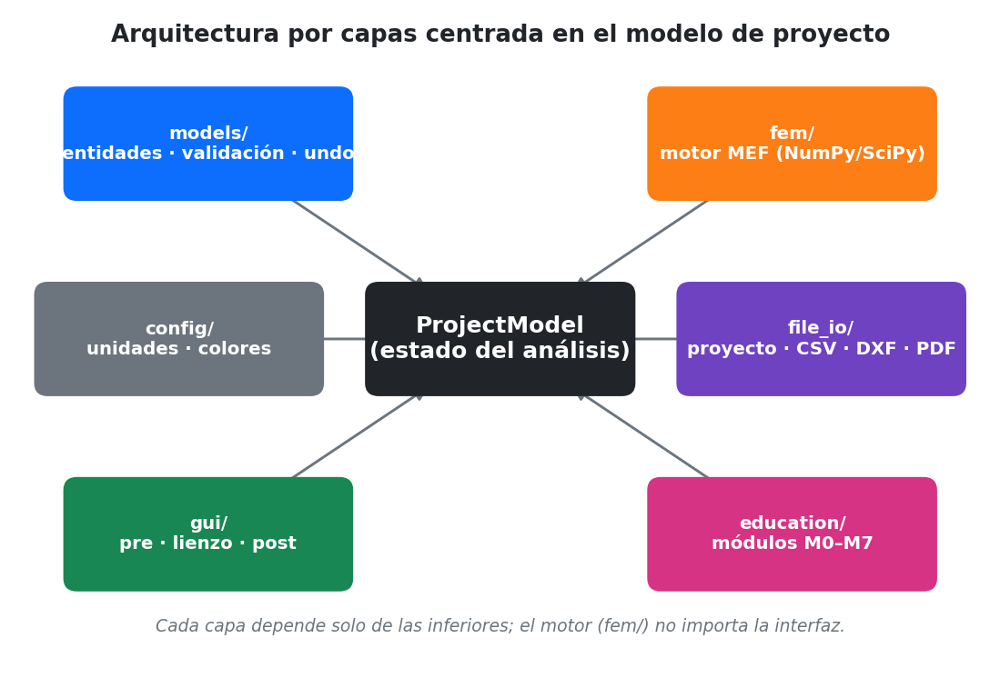 Arquitectura por capas centrada en el modelo de proyecto
models/
entidades · validación · undo
fem/
motor MEF (NumPy/SciPy)
config/
unidades · colores
ProjectModel
(estado del análisis)
file_io/
proyecto · CSV · DXF · PDF
gui/
pre · lienzo · post
education/
módulos M0–M7
Cada capa depende solo de las inferiores; el motor (fem/) no importa la interfaz.